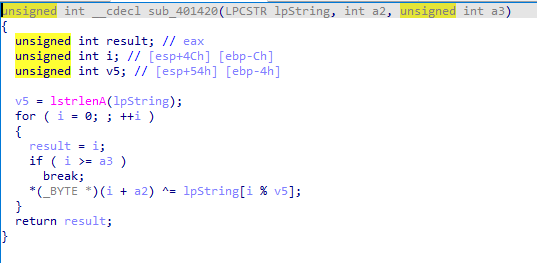 unsigned int __cdecl sub_401420(LPCSTR lpString, int a2, unsigned int a3)
{
  unsigned int result; // eax
  unsigned int i; // [esp+4Ch] [ebp-Ch]
  unsigned int v5; // [esp+54h] [ebp-4h]

  v5 = lstrlenA(lpString);
  for ( i = 0; ; ++i )
  {
    result = i;
    if ( i >= a3 )
      break;
    *(_BYTE *)(i + a2) ^= lpString[i % v5];
  }
  return result;
}